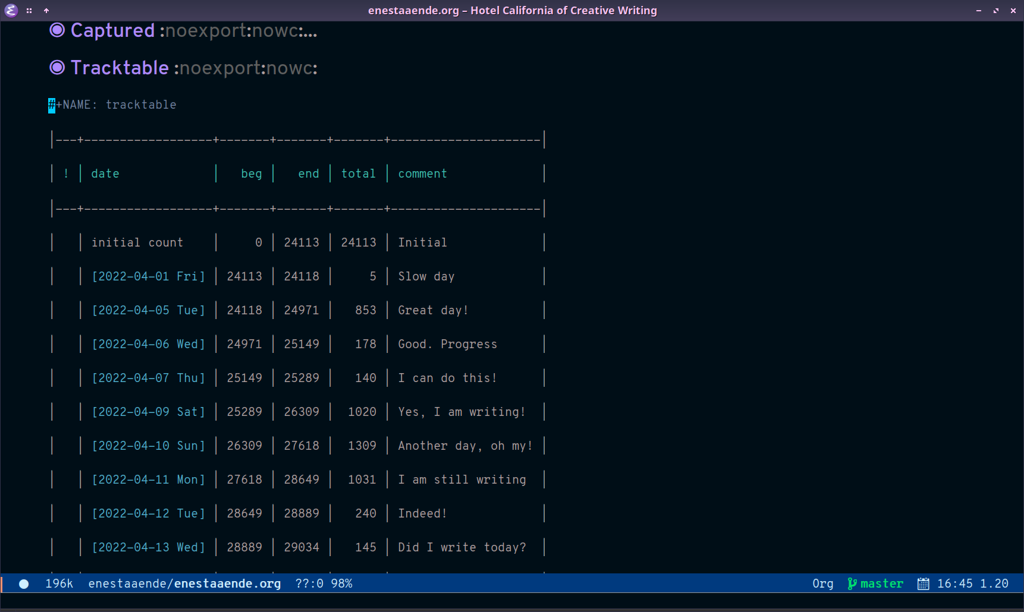 enestaaende.org – Hotel California of Creative Writing
Captured :noexport:nowc:...
Tracktable :noexport:nowc:
#+NAME: tracktable
|---+------------------+-------+-------+-------+---------------------|
| ! | date | beg | end | total | comment |
|---+------------------+-------+-------+-------+---------------------|
| | initial count | 0 | 24113 | 24113 | Initial |
| | [2022-04-01 Fri] | 24113 | 24118 | 5 | Slow day |
| | [2022-04-05 Tue] | 24118 | 24971 | 853 | Great day! |
| | [2022-04-06 Wed] | 24971 | 25149 | 178 | Good. Progress |
| | [2022-04-07 Thu] | 25149 | 25289 | 140 | I can do this! |
| | [2022-04-09 Sat] | 25289 | 26309 | 1020 | Yes, I am writing! |
| | [2022-04-10 Sun] | 26309 | 27618 | 1309 | Another day, oh my! |
| | [2022-04-11 Mon] | 27618 | 28649 | 1031 | I am still writing |
| | [2022-04-12 Tue] | 28649 | 28889 | 240 | Indeed! |
| | [2022-04-13 Wed] | 28889 | 29034 | 145 | Did I write today? |
196k enestaaende/enestaaende.org ??:0 98% Org master 16:45 1.20